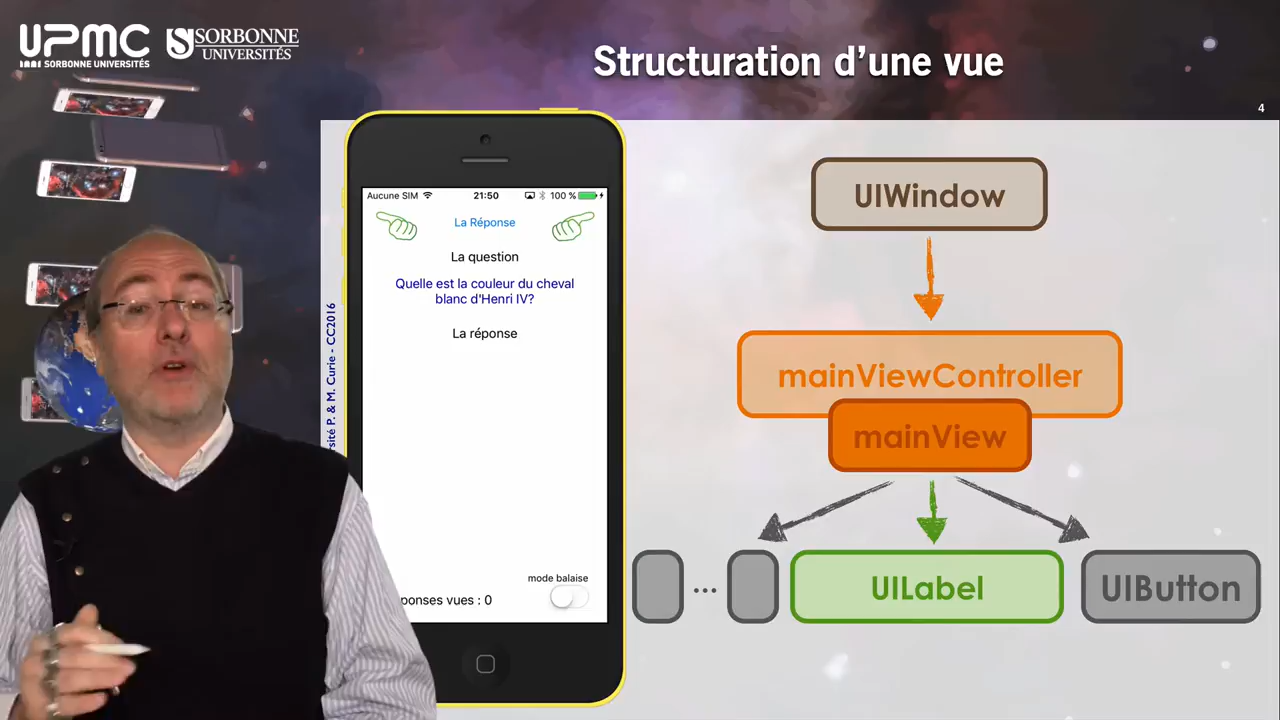 UPMC
SORBONNE UNIVERSITÉS
SORBONNE
UNIVERSITÉS
Structuration d'une vue
4
Aucune SIM
21:50
100 %
La Réponse
La question
Quelle est la couleur du cheval
blanc d'Henri IV?
La réponse
mode balaise
ponses vues : 0
sité P. & M. Curie - CC2016
UIWindow
mainViewController
mainView
...
UILabel
UIButton